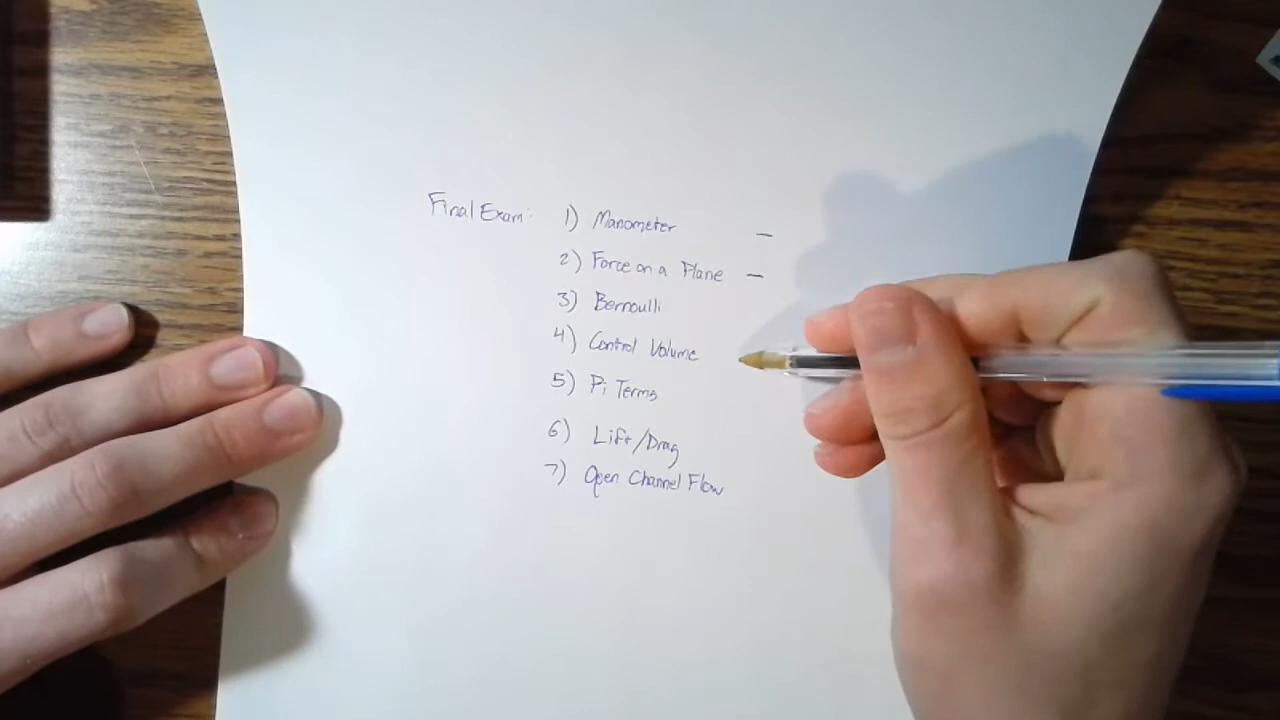 Final Exam: 1) Manometer –
2) Force on a Plane –
3) Bernoulli
4) Control Volume
5) Pi Terms
6) Lift/Drag
7) Open Channel Flow